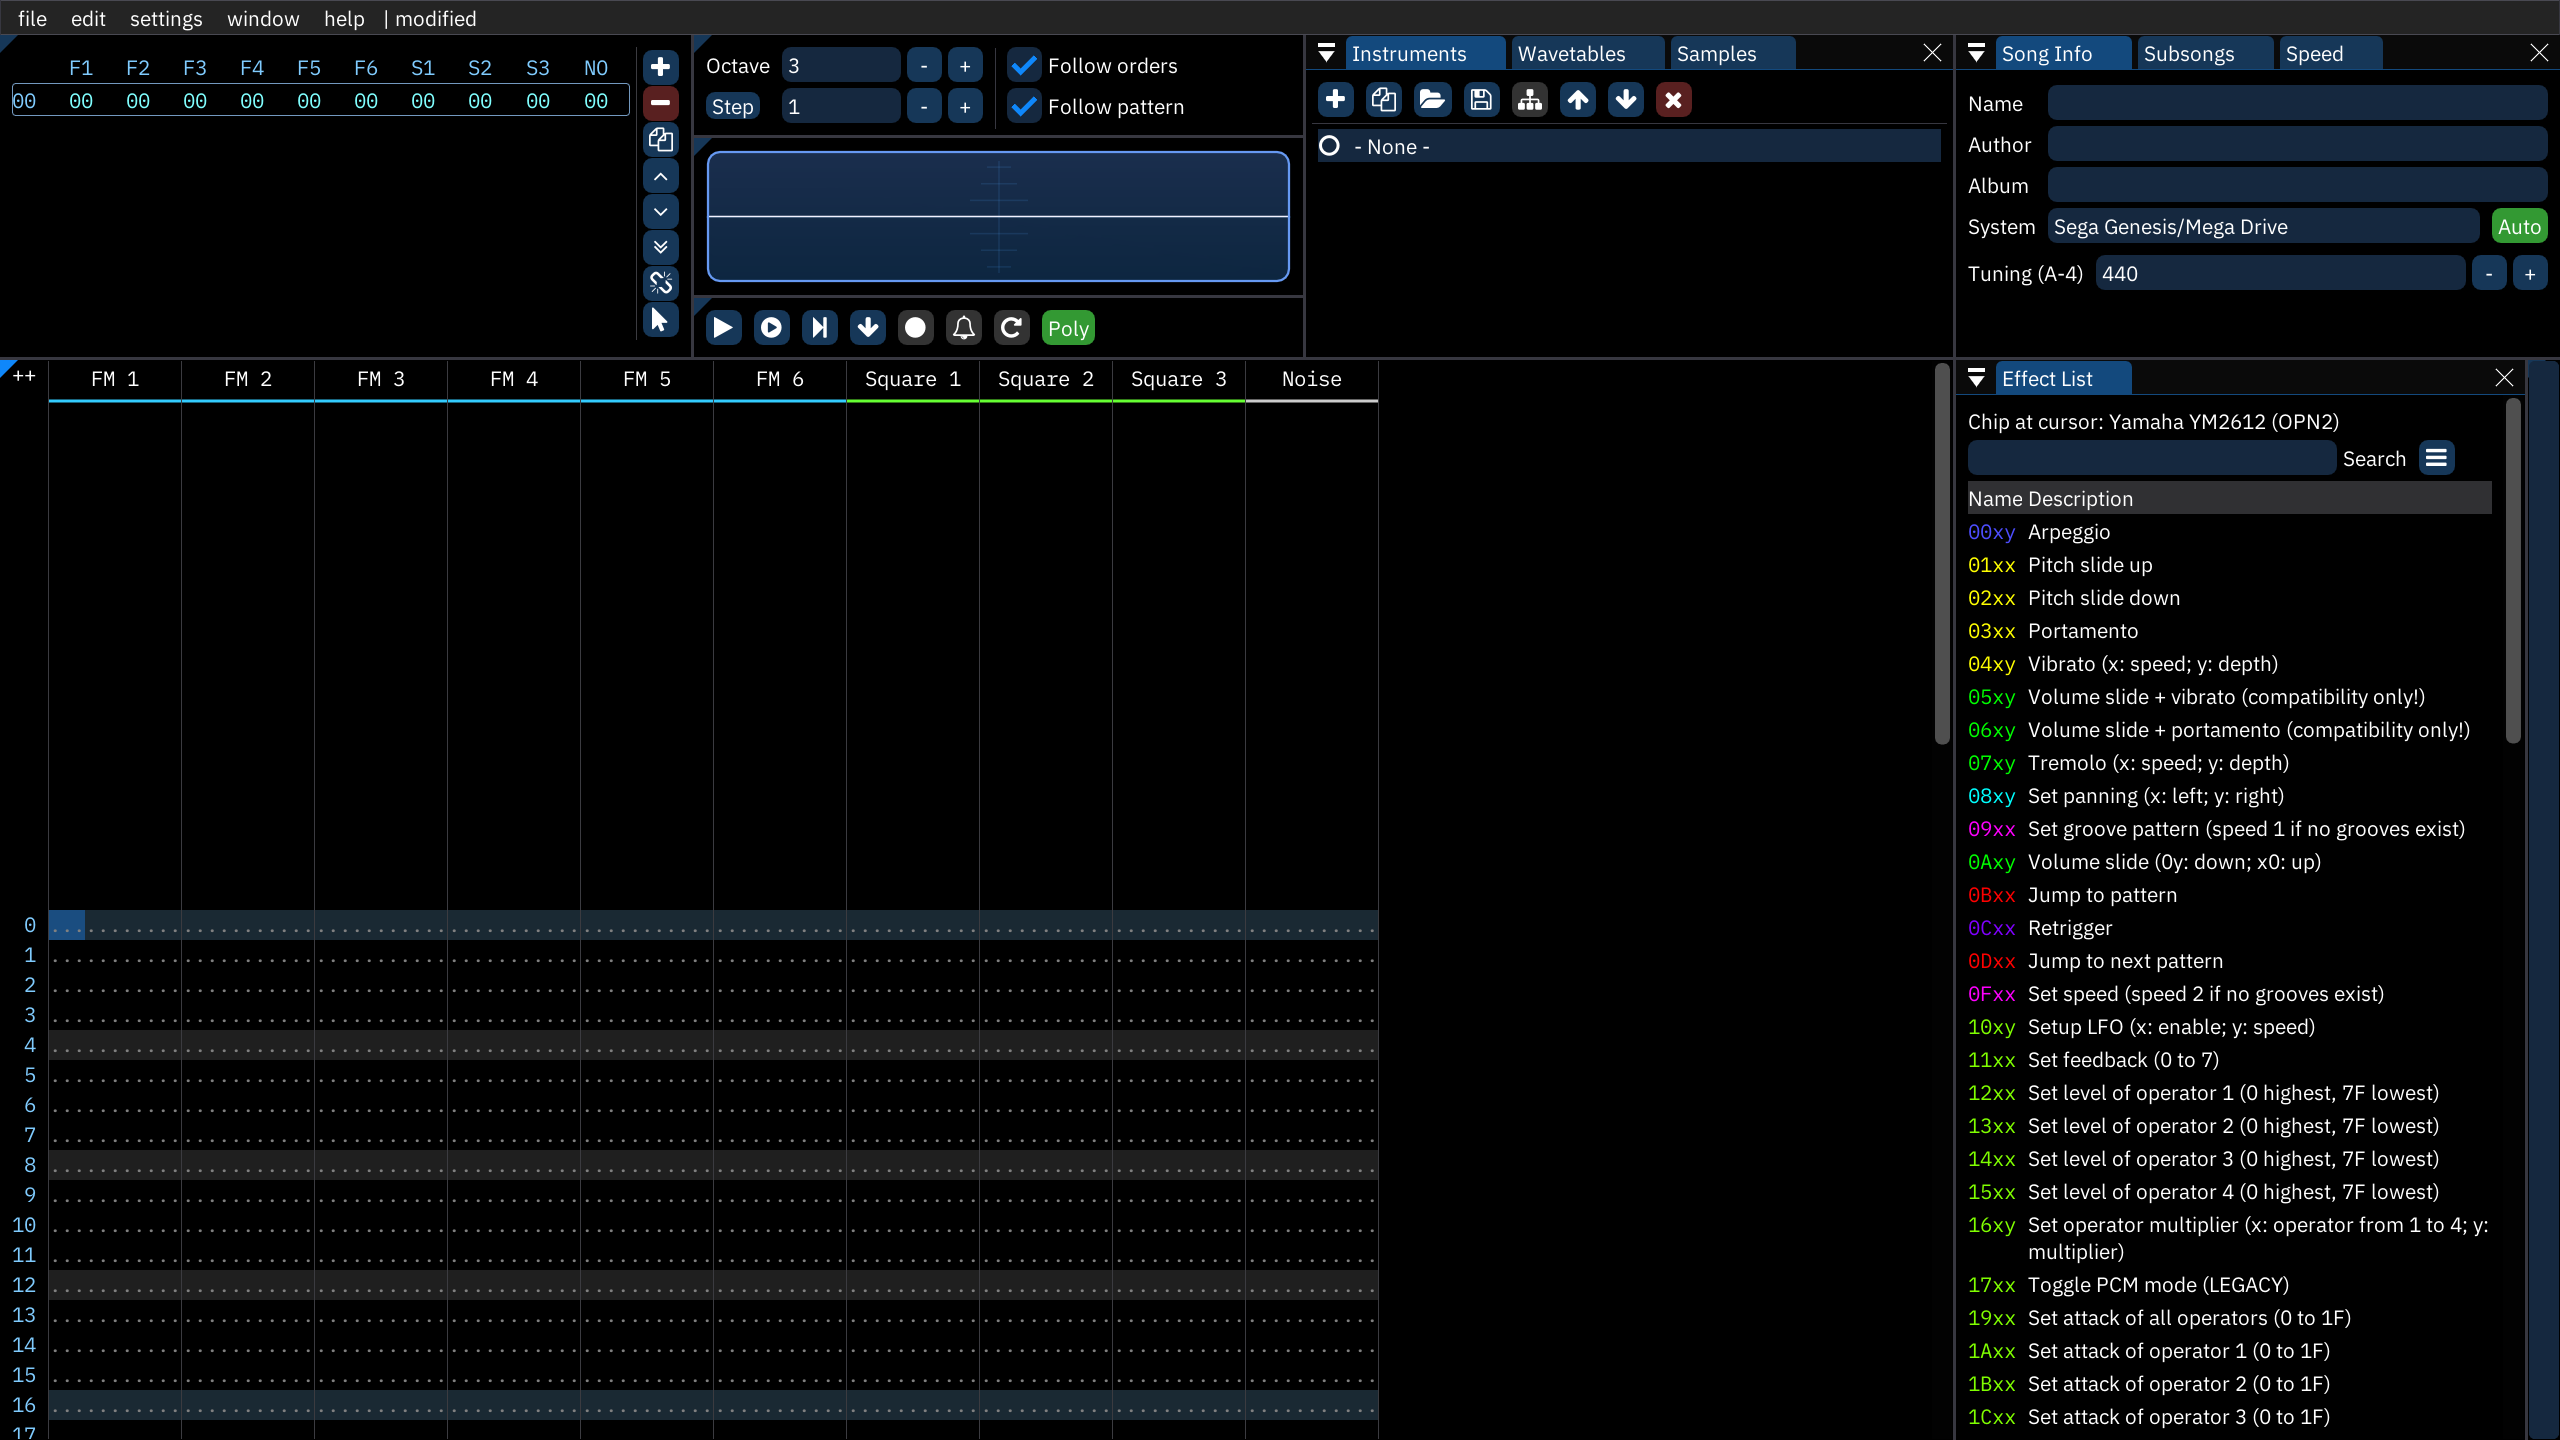 file edit settings window help | modified
F1 F2 F3 F4 F5 F6 S1 S2 S3 NO
00 00 00 00 00 00 00 00 00 00 00
Octave 3 - + Follow orders
Step 1 - + Follow pattern
Poly
Instruments Wavetables Samples
- None -
Song Info Subsongs Speed
Name
Author
Album
System Sega Genesis/Mega Drive Auto
Tuning (A-4) 440 - +
++ FM 1 FM 2 FM 3 FM 4 FM 5 FM 6 Square 1 Square 2 Square 3 Noise
0
1
2
3
4
5
6
7
8
9
10
11
12
13
14
15
16
17
Effect List
Chip at cursor: Yamaha YM2612 (OPN2)
Search
Name Description
00xy Arpeggio
01xx Pitch slide up
02xx Pitch slide down
03xx Portamento
04xy Vibrato (x: speed; y: depth)
05xy Volume slide + vibrato (compatibility only!)
06xy Volume slide + portamento (compatibility only!)
07xy Tremolo (x: speed; y: depth)
08xy Set panning (x: left; y: right)
09xx Set groove pattern (speed 1 if no grooves exist)
0Axy Volume slide (0y: down; x0: up)
0Bxx Jump to pattern
0Cxx Retrigger
0Dxx Jump to next pattern
0Fxx Set speed (speed 2 if no grooves exist)
10xy Setup LFO (x: enable; y: speed)
11xx Set feedback (0 to 7)
12xx Set level of operator 1 (0 highest, 7F lowest)
13xx Set level of operator 2 (0 highest, 7F lowest)
14xx Set level of operator 3 (0 highest, 7F lowest)
15xx Set level of operator 4 (0 highest, 7F lowest)
16xy Set operator multiplier (x: operator from 1 to 4; y:
multiplier)
17xx Toggle PCM mode (LEGACY)
19xx Set attack of all operators (0 to 1F)
1Axx Set attack of operator 1 (0 to 1F)
1Bxx Set attack of operator 2 (0 to 1F)
1Cxx Set attack of operator 3 (0 to 1F)